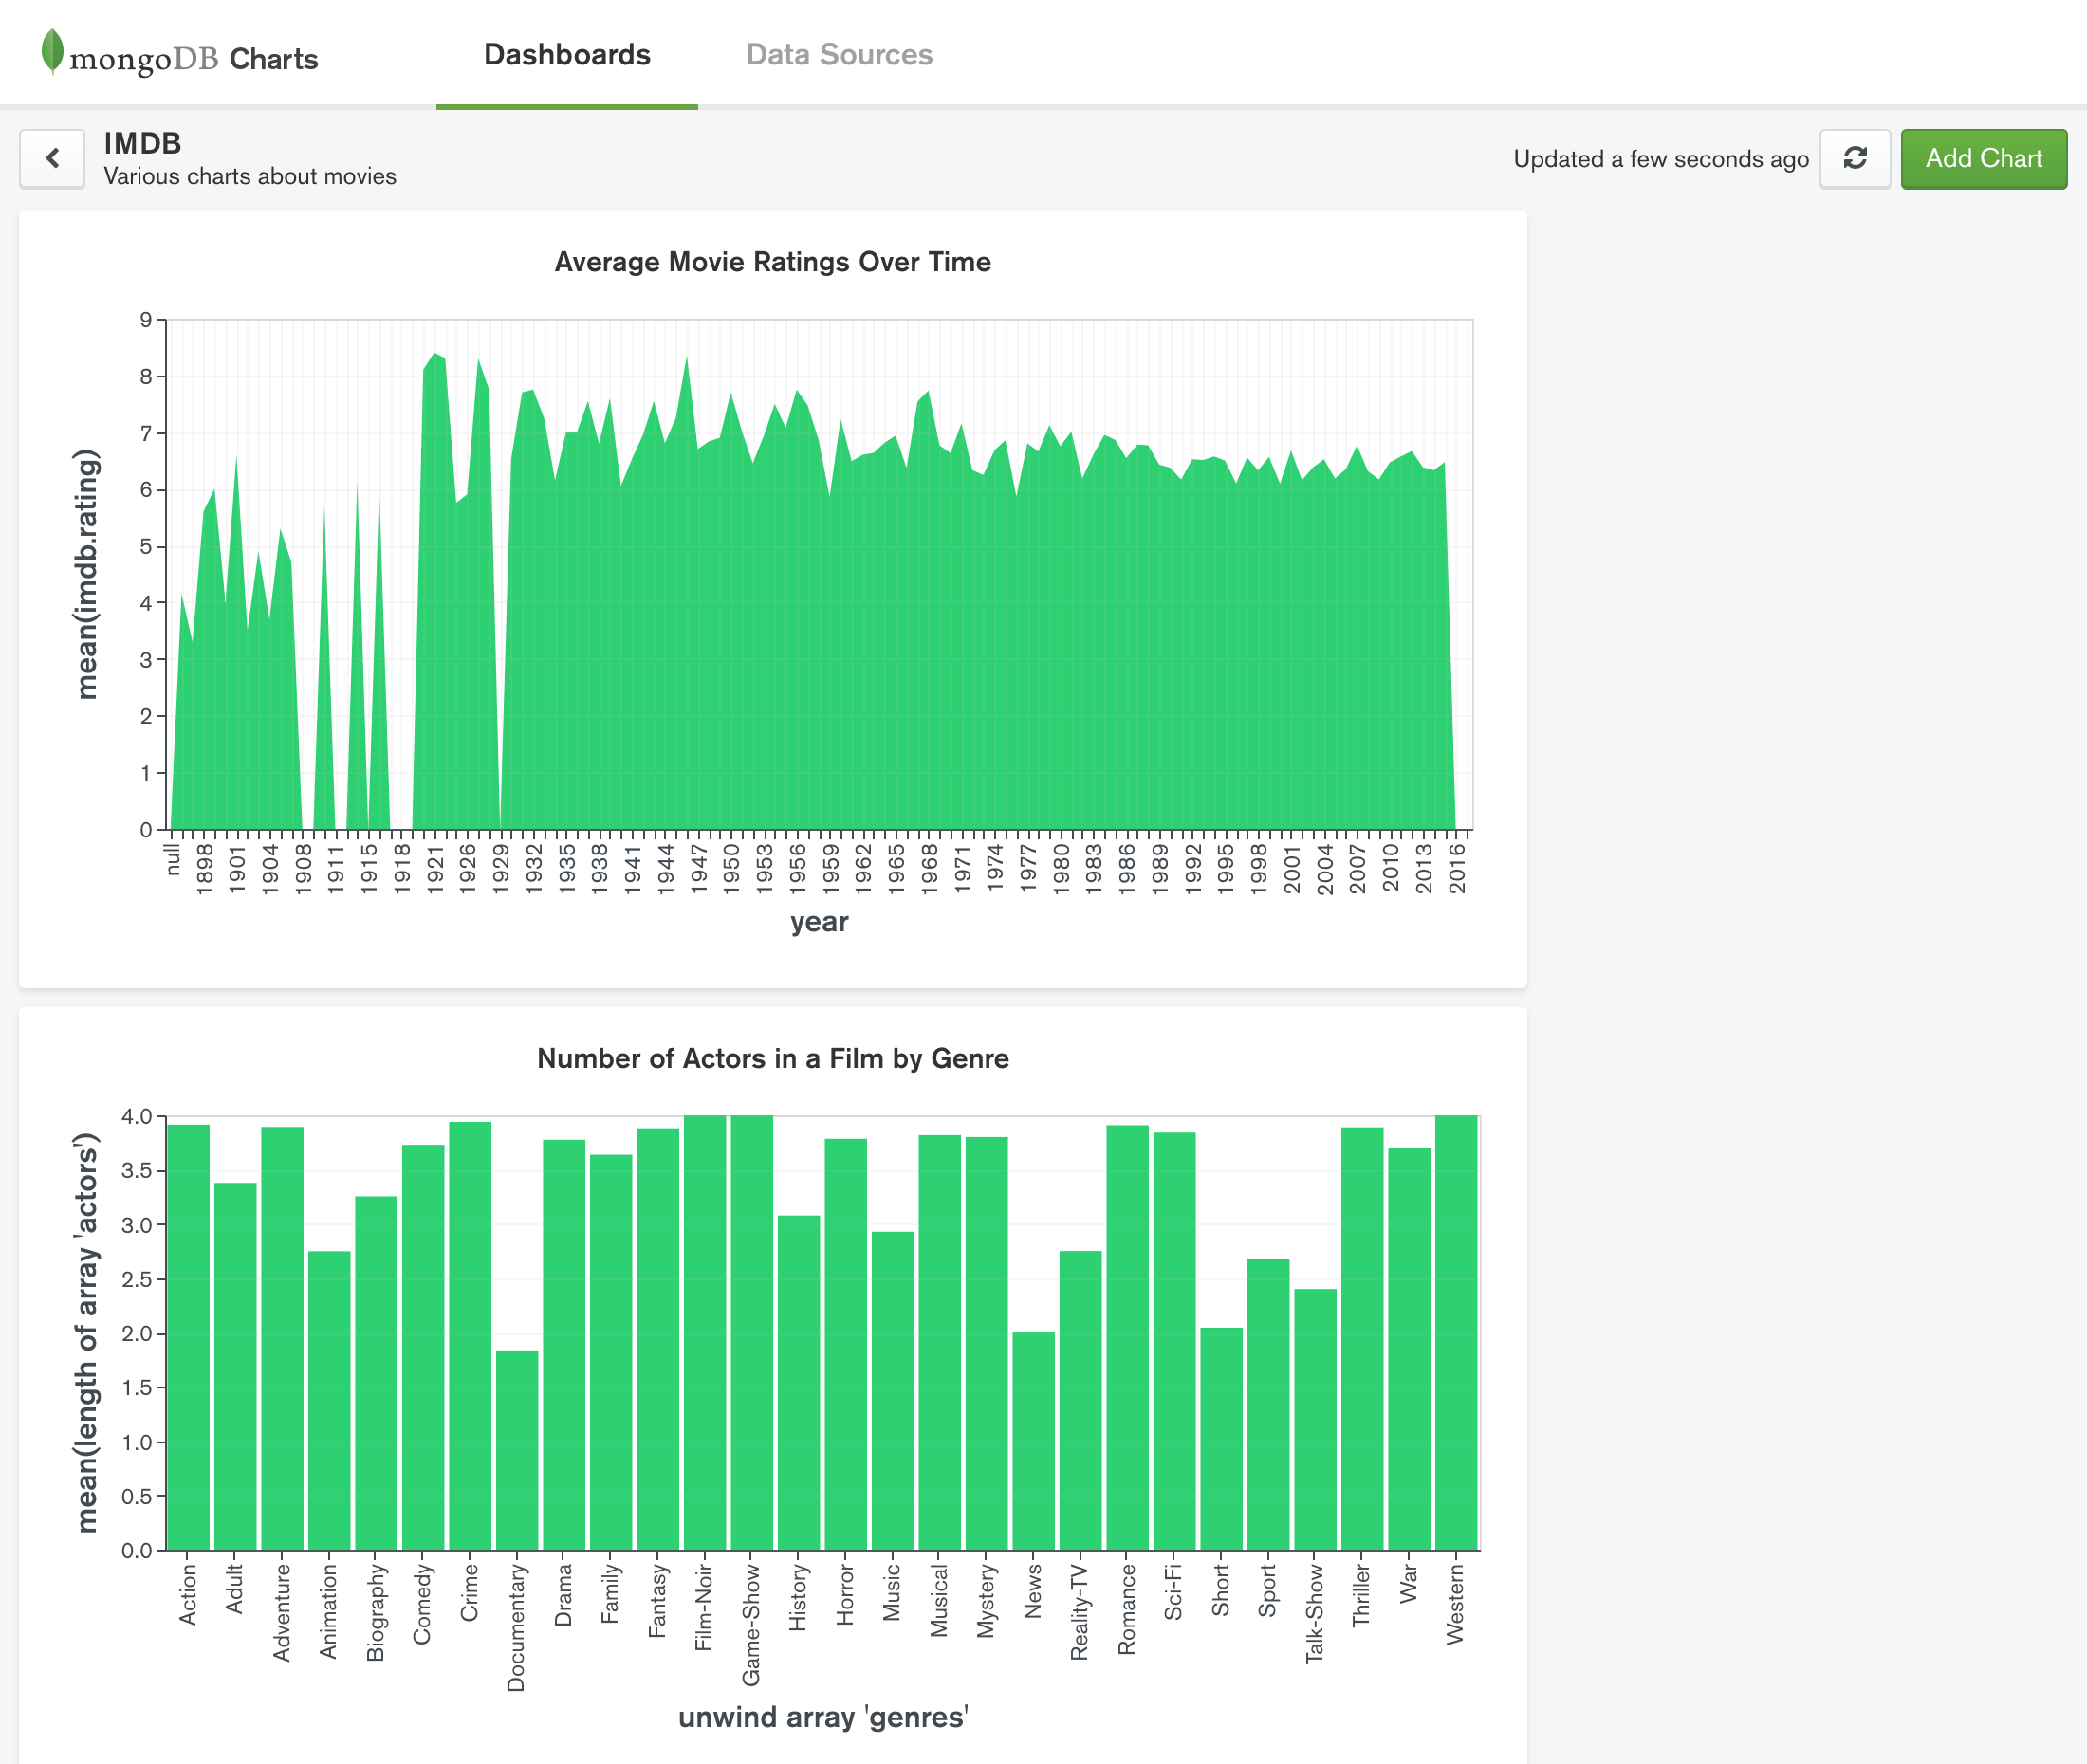 mongoDB Charts
Dashboards
Data Sources
IMDB
Various charts about movies
Updated a few seconds ago
Add Chart
Average Movie Ratings Over Time
mean(imdb.rating)
9
8
7
6
5
4
3
2
1
0
null 1898 1901 1904 1908 1911 1915 1918 1921 1926 1929 1932 1935 1938 1941 1944 1947 1950 1953 1956 1959 1962 1965 1968 1971 1974 1977 1980 1983 1986 1989 1992 1995 1998 2001 2004 2007 2010 2013 2016
year
Number of Actors in a Film by Genre
mean(length of array 'actors')
4.0
3.5
3.0
2.5
2.0
1.5
1.0
0.5
0.0
Action Adult Adventure Animation Biography Comedy Crime Documentary Drama Family Fantasy Film-Noir Game-Show History Horror Music Musical Mystery News Reality-TV Romance Sci-Fi Short Sport Talk-Show Thriller War Western
unwind array 'genres'